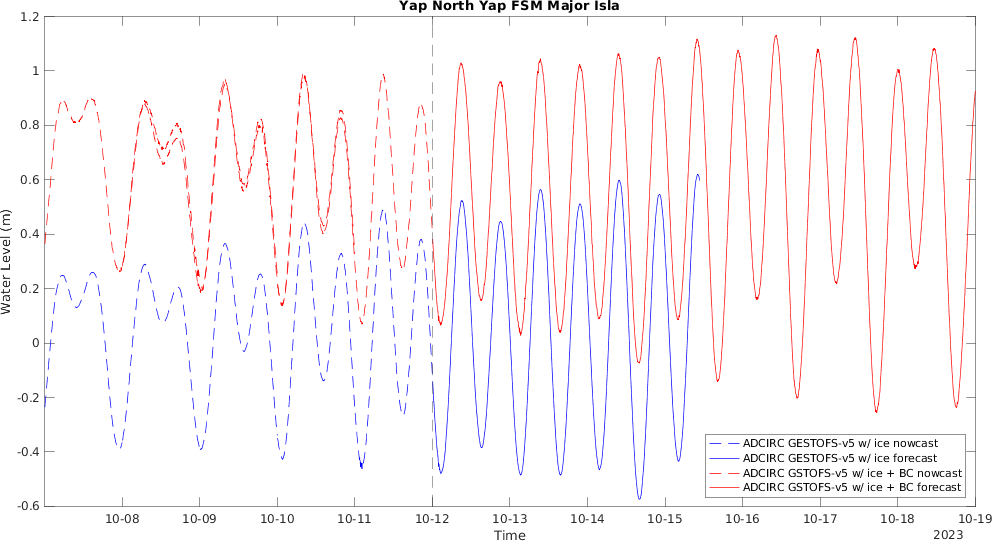 Yap North Yap FSM Major Isla
1.2
1
0.8
0.6
0.4
0.2
0
-0.2
-0.4
-0.6
Water Level (m)
ADCIRC GESTOFS-v5 w/ ice nowcast
ADCIRC GESTOFS-v5 w/ ice forecast
ADCIRC GSTOFS-v5 w/ ice + BC nowcast
ADCIRC GSTOFS-v5 w/ ice + BC forecast
10-08 10-09 10-10 10-11 10-12 10-13 10-14 10-15 10-16 10-17 10-18 10-19
Time
2023